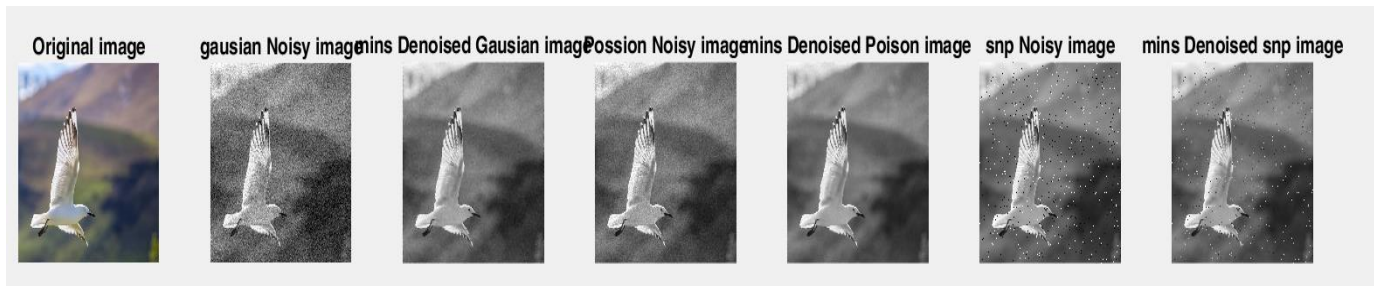 Original image
gausian Noisy image
mins Denoised Gausian image
Possion Noisy image
mins Denoised Poison image
snp Noisy image
mins Denoised snp image